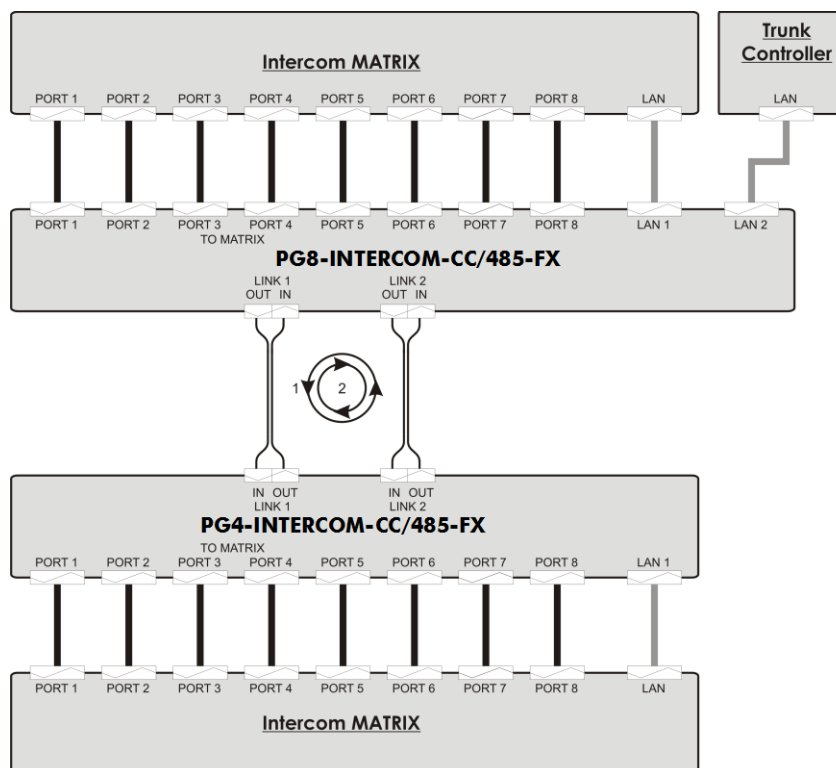 Intercom MATRIX
Trunk
Controller
PORT 1 PORT 2 PORT 3 PORT 4 PORT 5 PORT 6 PORT 7 PORT 8 LAN LAN
PORT 1 PORT 2 PORT 3 PORT 4 PORT 5 PORT 6 PORT 7 PORT 8 LAN 1 LAN 2
TO MATRIX
PG8-INTERCOM-CC/485-FX
LINK 1 LINK 2
OUT IN OUT IN
1 2
IN OUT IN OUT
LINK 1 LINK 2
PG4-INTERCOM-CC/485-FX
TO MATRIX
PORT 1 PORT 2 PORT 3 PORT 4 PORT 5 PORT 6 PORT 7 PORT 8 LAN 1
PORT 1 PORT 2 PORT 3 PORT 4 PORT 5 PORT 6 PORT 7 PORT 8 LAN
Intercom MATRIX